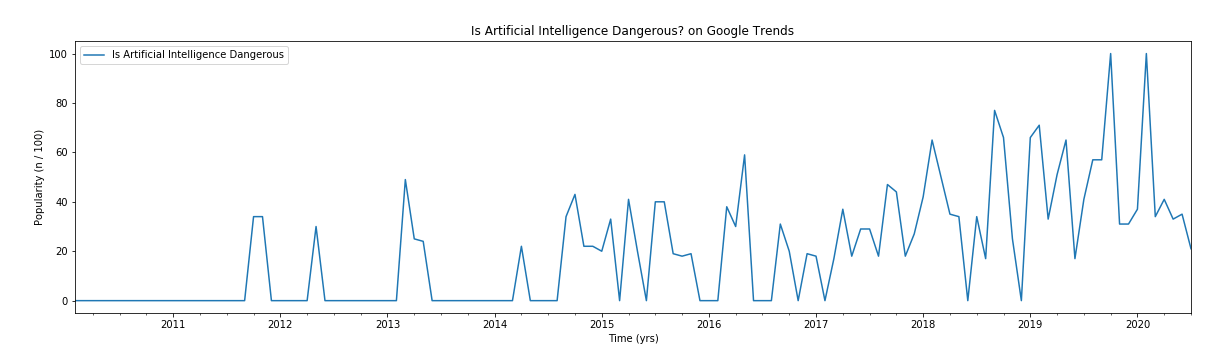 Is Artificial Intelligence Dangerous? on Google Trends
Is Artificial Intelligence Dangerous
Popularity (n / 100)
100
80
60
40
20
0
2011 2012 2013 2014 2015 2016 2017 2018 2019 2020
Time (yrs)